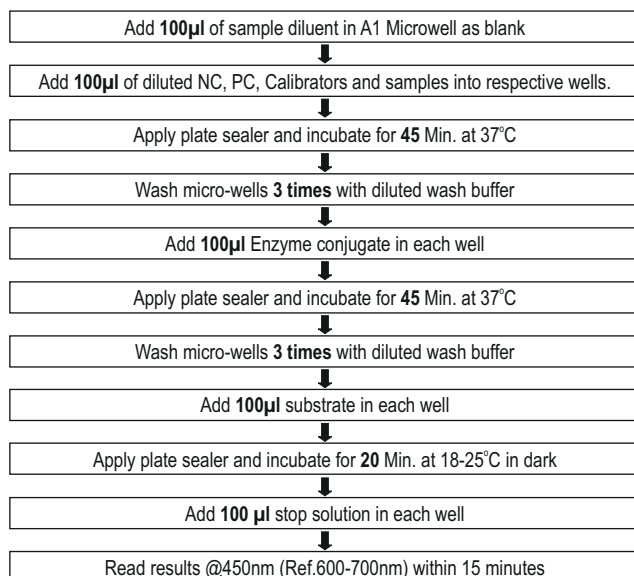 Add 100µl of sample diluent in A1 Microwell as blank
Add 100µl of diluted NC, PC, Calibrators and samples into respective wells.
Apply plate sealer and incubate for 45 Min. at 37°C
Wash micro-wells 3 times with diluted wash buffer
Add 100µl Enzyme conjugate in each well
Apply plate sealer and incubate for 45 Min. at 37°C
Wash micro-wells 3 times with diluted wash buffer
Add 100µl substrate in each well
Apply plate sealer and incubate for 20 Min. at 18-25°C in dark
Add 100 µl stop solution in each well
Read results @450nm (Ref.600-700nm) within 15 minutes